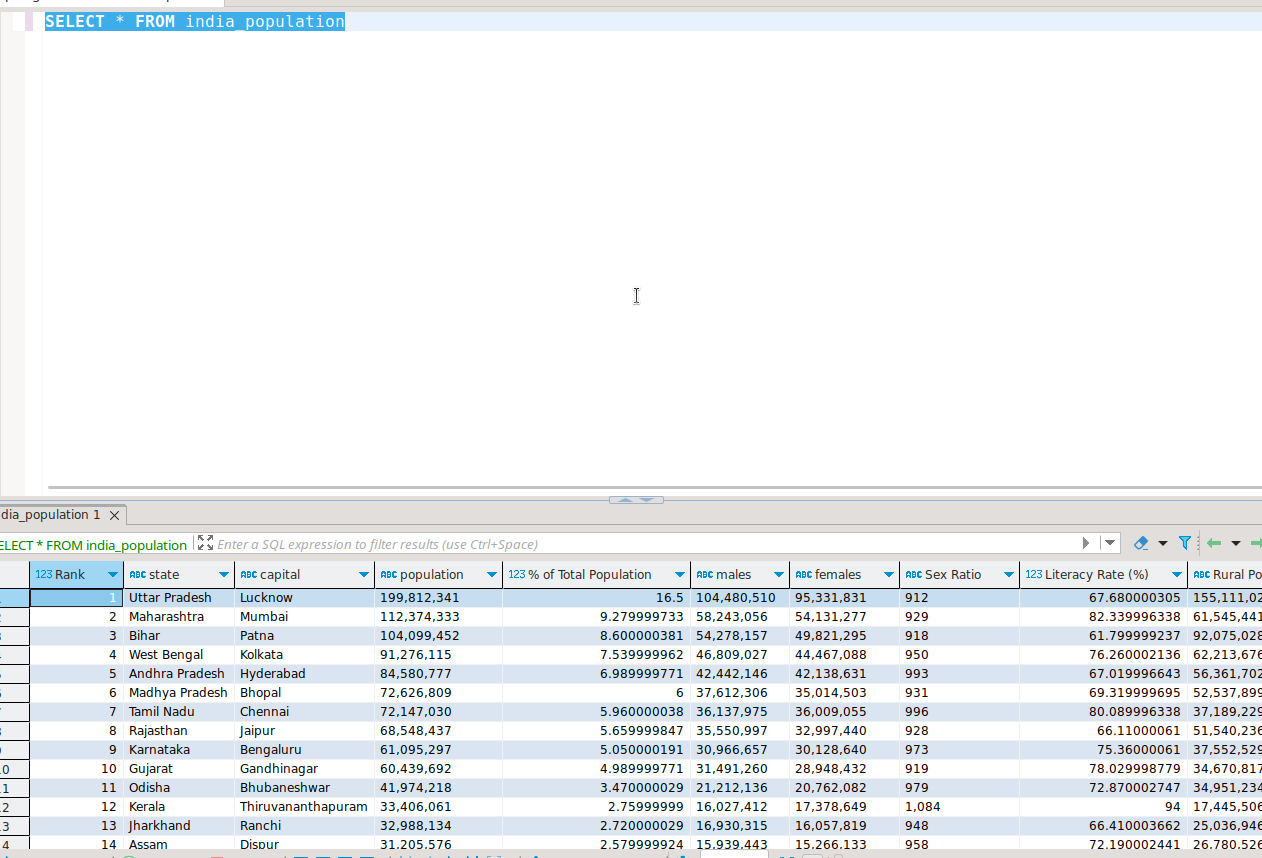 SELECT * FROM india_population
dia_population 1
ELECT * FROM india_population Enter a SQL expression to filter results (use Ctrl+Space)
123 Rank ABC state ABC capital ABC population 123 % of Total Population ABC males ABC females ABC Sex Ratio 123 Literacy Rate (%) ABC Rural Po
1 Uttar Pradesh Lucknow 199,812,341 16.5 104,480,510 95,331,831 912 67.680000305 155,111,02
2 2 Maharashtra Mumbai 112,374,333 9.279999733 58,243,056 54,131,277 929 82.339996338 61,545,441
3 3 Bihar Patna 104,099,452 8.600000381 54,278,157 49,821,295 918 61.799999237 92,075,028
4 West Bengal Kolkata 91,276,115 7.539999962 46,809,027 44,467,088 950 76.260002136 62,213,676
5 Andhra Pradesh Hyderabad 84,580,777 6.989999771 42,442,146 42,138,631 993 67.019996643 56,361,702
6 Madhya Pradesh Bhopal 72,626,809 6 37,612,306 35,014,503 931 69.319999695 52,537,899
7 Tamil Nadu Chennai 72,147,030 5.960000038 36,137,975 36,009,055 996 80.089996338 37,189,229
8 Rajasthan Jaipur 68,548,437 5.659999847 35,550,997 32,997,440 928 66.11000061 51,540,236
9 Karnataka Bengaluru 61,095,297 5.050000191 30,966,657 30,128,640 973 75.36000061 37,552,529
0 10 Gujarat Gandhinagar 60,439,692 4.989999771 31,491,260 28,948,432 919 78.029998779 34,670,817
1 11 Odisha Bhubaneshwar 41,974,218 3.470000029 21,212,136 20,762,082 979 72.870002747 34,951,234
2 12 Kerala Thiruvananthapuram 33,406,061 2.75999999 16,027,412 17,378,649 1,084 94 17,445,506
3 13 Jharkhand Ranchi 32,988,134 2.720000029 16,930,315 16,057,819 948 66.410003662 25,036,946
4 14 Assam Dispur 31,205,576 2.579999924 15,939,443 15,266,133 958 72.190002441 26,780,526